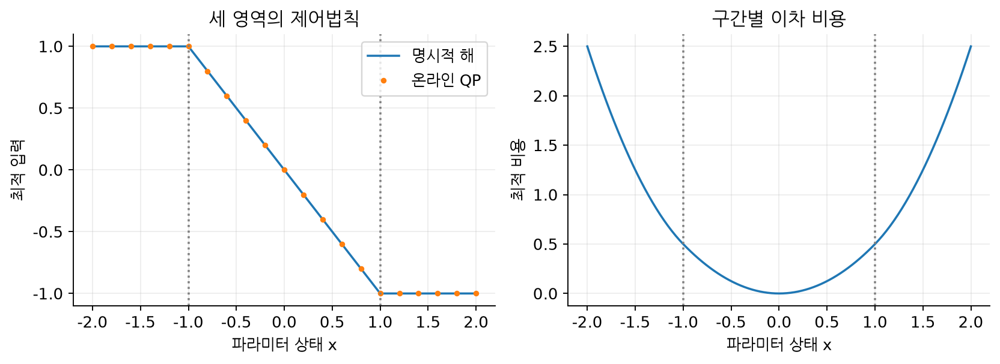 세 영역의 제어법칙
최적 입력
1.0
0.5
0.0
-0.5
-1.0
명시적 해
온라인 QP
-2.0 -1.5 -1.0 -0.5 0.0 0.5 1.0 1.5 2.0
파라미터 상태 x
구간별 이차 비용
최적 비용
2.5
2.0
1.5
1.0
0.5
0.0
-2.0 -1.5 -1.0 -0.5 0.0 0.5 1.0 1.5 2.0
파라미터 상태 x